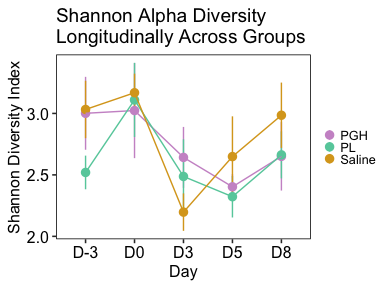 Shannon Alpha Diversity
Longitudinally Across Groups
Shannon Diversity Index
3.0
2.5
2.0
D-3 D0 D3 D5 D8
Day
PGH
PL
Saline